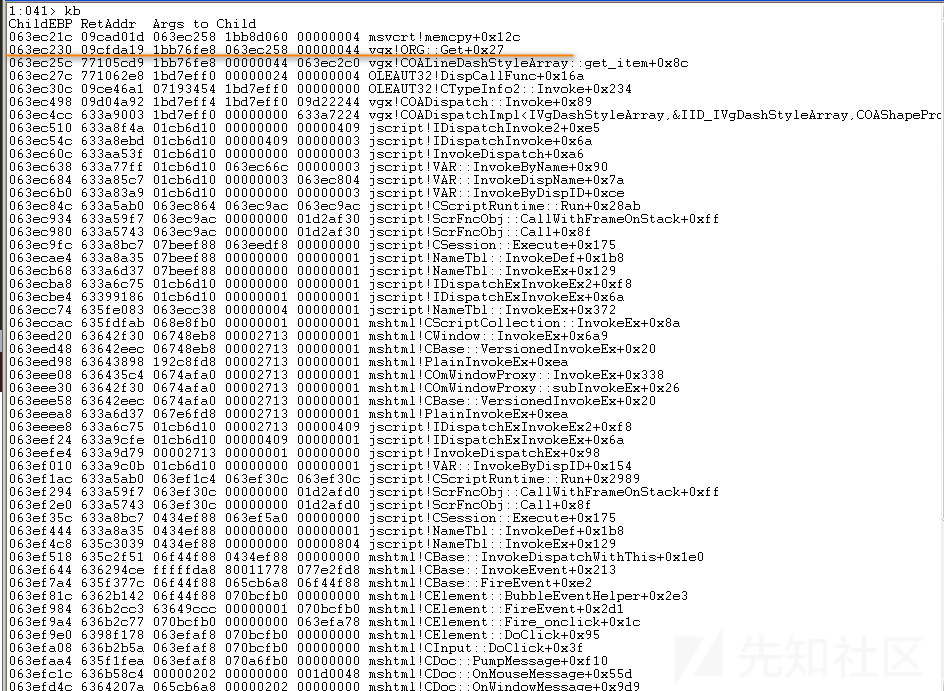 1:041> kb
ChildEBP RetAddr  Args to Child
063ec21c 09cad01d 063ec258 1bb8d060 00000004 msvcrt!memcpy+0x12c
063ec230 09cfda19 1bb76fe8 063ec258 00000044 vgx!ORG::Get+0x27
063ec25c 77105cd9 1bb76fe8 00000044 063ec2c0 vgx!COALineDashStyleArray::get_item+0x8c
063ec27c 771062e8 1bd7eff0 00000024 00000004 OLEAUT32!DispCallFunc+0x16a
063ec30c 09ce46a1 07193454 1bd7eff0 00000000 OLEAUT32!CTypeInfo2::Invoke+0x234
063ec498 09d04a92 1bd7eff4 1bd7eff0 09d22244 vgx!COADispatch::Invoke+0x89
063ec4cc 633a9003 1bd7eff0 00000000 633a7224 vgx!COADispatchImpl<IVgDashStyleArray,&IID_IVgDashStyleArray,COAShapePro
063ec510 633a8f4a 01cb6d10 00000000 00000409 jscript!IDispatchInvoke2+0xe5
063ec54c 633a8ebd 01cb6d10 00000409 00000003 jscript!IDispatchInvoke+0x6a
063ec60c 633aa53f 01cb6d10 00000000 00000003 jscript!InvokeDispatch+0xa6
063ec638 633a77ff 01cb6d10 063ec66c 00000003 jscript!VAR::InvokeByName+0x90
063ec684 633a85c7 01cb6d10 00000003 063ec804 jscript!VAR::InvokeDispName+0x7a
063ec6b0 633a83a9 01cb6d10 00000000 00000003 jscript!VAR::InvokeByDispID+0xce
063ec84c 633a5ab0 063ec864 063ec9ac 063ec9ac jscript!CScriptRuntime::Run+0x28ab
063ec934 633a59f7 063ec9ac 00000000 01d2af30 jscript!ScrFncObj::CallWithFrameOnStack+0xff
063ec980 633a5743 063ec9ac 00000000 01d2af30 jscript!ScrFncObj::Call+0x8f
063ec9fc 633a8bc7 07beef88 063eedf8 00000000 jscript!CSession::Execute+0x175
063ecae4 633a8a35 07beef88 00000000 00000001 jscript!NameTbl::InvokeDef+0x1b8
063ecb68 633a6d37 07beef88 00000000 00000001 jscript!NameTbl::InvokeEx+0x129
063ecba8 633a6c75 01cb6d10 00000000 00000001 jscript!IDispatchExInvokeEx2+0xf8
063ecbe4 63399186 01cb6d10 00000001 00000001 jscript!IDispatchExInvokeEx+0x6a
063ecc74 635fe083 063ecc38 00000004 00000001 jscript!NameTbl::InvokeEx+0x372
063eccac 635fdfab 068e8fb0 00000000 00000001 mshtml!CScriptCollection::InvokeEx+0x8a
063eed20 63642f30 06748eb8 00002713 00000001 mshtml!CWindow::InvokeEx+0x6a9
063eed48 63642eec 06748eb8 00002713 00000001 mshtml!CBase::VersionedInvokeEx+0x20
063eed98 63643898 192c8fd8 00002713 00000001 mshtml!PlainInvokeEx+0xea
063eee08 636435c4 0674afa0 00002713 00000001 mshtml!COmWindowProxy::InvokeEx+0x338
063eee30 63642f30 0674afa0 00002713 00000001 mshtml!COmWindowProxy::subInvokeEx+0x26
063eee58 63642eec 0674afa0 00002713 00000001 mshtml!CBase::VersionedInvokeEx+0x20
063eeea8 633a6d37 067e6fd8 00002713 00000001 mshtml!PlainInvokeEx+0xea
063eeee8 633a6c75 01cb6d10 00002713 00000409 jscript!IDispatchExInvokeEx2+0xf8
063eef24 633a9cfe 01cb6d10 00000409 00000001 jscript!IDispatchExInvokeEx+0x6a
063eefe4 633a9d79 00002713 00000001 00000000 jscript!InvokeDispatchEx+0x98
063ef010 633a9c0b 01cb6d10 00000000 00000001 jscript!VAR::InvokeByDispID+0x154
063ef1ac 633a5ab0 063ef1c4 063ef30c 063ef30c jscript!CScriptRuntime::Run+0x2989
063ef294 633a59f7 063ef30c 00000000 01d2afd0 jscript!ScrFncObj::CallWithFrameOnStack+0xff
063ef2e0 633a5743 063ef30c 00000000 01d2afd0 jscript!ScrFncObj::Call+0x8f
063ef35c 633a8bc7 0434ef88 063ef5a0 00000000 jscript!CSession::Execute+0x175
063ef444 633a8a35 0434ef88 00000000 00000001 jscript!NameTbl::InvokeDef+0x1b8
063ef4c8 635c3039 0434ef88 00000000 00000804 jscript!NameTbl::InvokeEx+0x129
063ef518 635c2f51 06f44f88 0434ef88 00000000 mshtml!CBase::InvokeDispatchWithThis+0x1e0
063ef644 636294ce fffffda8 80011778 077e2fd8 mshtml!CBase::InvokeEvent+0x213
063ef7a4 635f377c 06f44f88 065cb6a8 06f44f88 mshtml!CBase::FireEvent+0xe2
063ef81c 6362b142 06f44f88 070bcfb0 00000000 mshtml!CElement::BubbleEventHelper+0x2e3
063ef984 636b2cc3 63649ccc 00000001 070bcfb0 mshtml!CElement::FireEvent+0x2d1
063ef9a4 636b2c77 070bcfb0 00000000 063efa78 mshtml!CElement::Fire_onclick+0x1c
063ef9e0 6398f178 063efaf8 070bcfb0 00000000 mshtml!CElement::DoClick+0x95
063efa08 636b2b5a 063efaf8 070bcfb0 00000000 mshtml!CInput::DoClick+0x3f
063efaa4 635f1fea 063efaf8 070a6fb0 00000000 mshtml!CDoc::PumpMessage+0xf10
063efc1c 636b58c4 00000202 00000000 001d0048 mshtml!CDoc::OnMouseMessage+0x55d
063efd4c 6364207a 065cb6a8 00000202 00000000 mshtml!CDoc::OnWindowMessage+0x9d9
先知社区